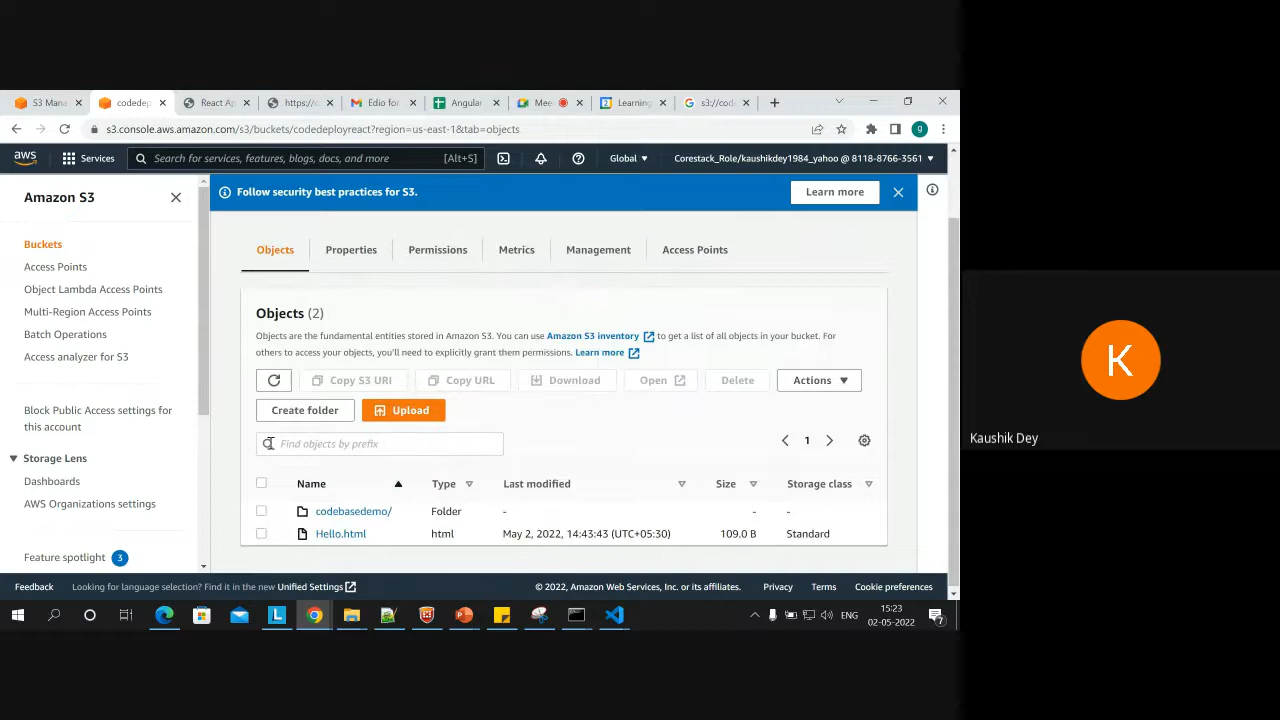 S3 Mana
codedep
React Ap
https://c
Edio for
Angular
Mee
Learning
s3://cod
s3.console.aws.amazon.com/s3/buckets/codedeployreact?region=us-east-1&tab=objects
g
aws
Services
Search for services, features, blogs, docs, and more
[Alt+S]
Global
Corestack_Role/kaushikdey1984_yahoo @ 8118-8766-3561
Amazon S3
Follow security best practices for S3.
Learn more
Buckets
Access Points
Object Lambda Access Points
Multi-Region Access Points
Batch Operations
Access analyzer for S3
Block Public Access settings for
this account
Storage Lens
Dashboards
AWS Organizations settings
Feature spotlight 3
Objects
Properties
Permissions
Metrics
Management
Access Points
Objects (2)
Objects are the fundamental entities stored in Amazon S3. You can use Amazon S3 inventory to get a list of all objects in your bucket. For
others to access your objects, you'll need to explicitly grant them permissions. Learn more
Copy S3 URI
Copy URL
Download
Open
Delete
Actions
Create folder
Upload
Find objects by prefix
1
Name Type Last modified Size Storage class
codebasedemo/ Folder - - -
Hello.html html May 2, 2022, 14:43:43 (UTC+05:30) 109.0 B Standard
Feedback
Looking for language selection? Find it in the new Unified Settings
© 2022, Amazon Web Services, Inc. or its affiliates.
Privacy
Terms
Cookie preferences
L
ENG
15:23
02-05-2022
7
K
Kaushik Dey